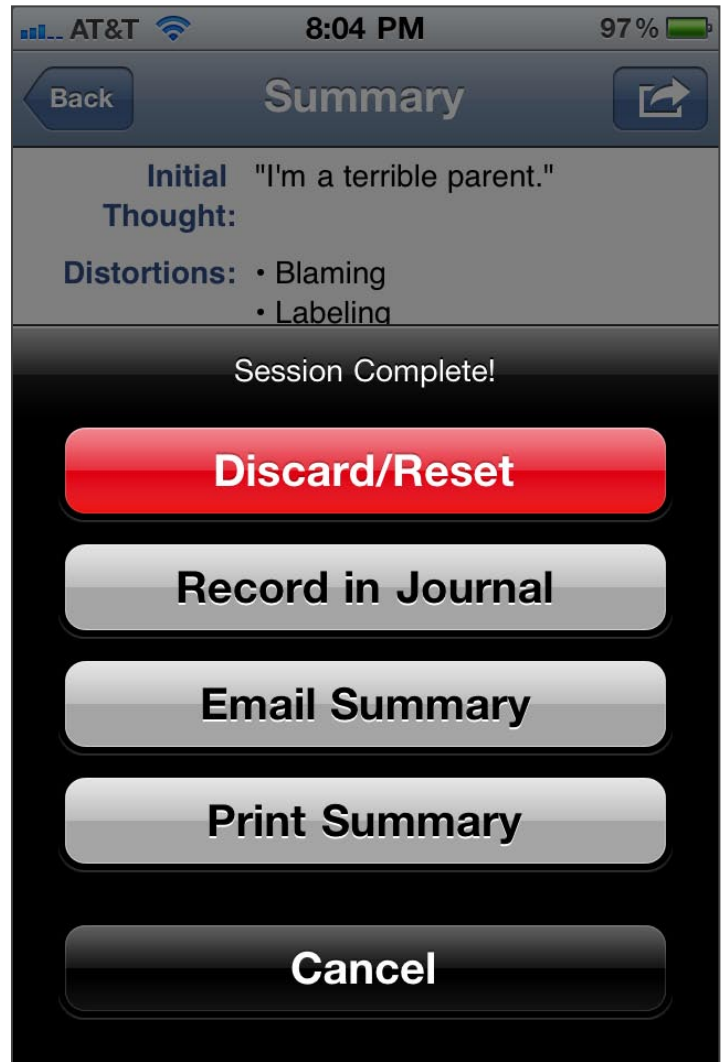 AT&T 8:04 PM 97%
Back Summary
Initial "I'm a terrible parent."
Thought:
Distortions: • Blaming
• Labeling
Session Complete!
Discard/Reset
Record in Journal
Email Summary
Print Summary
Cancel